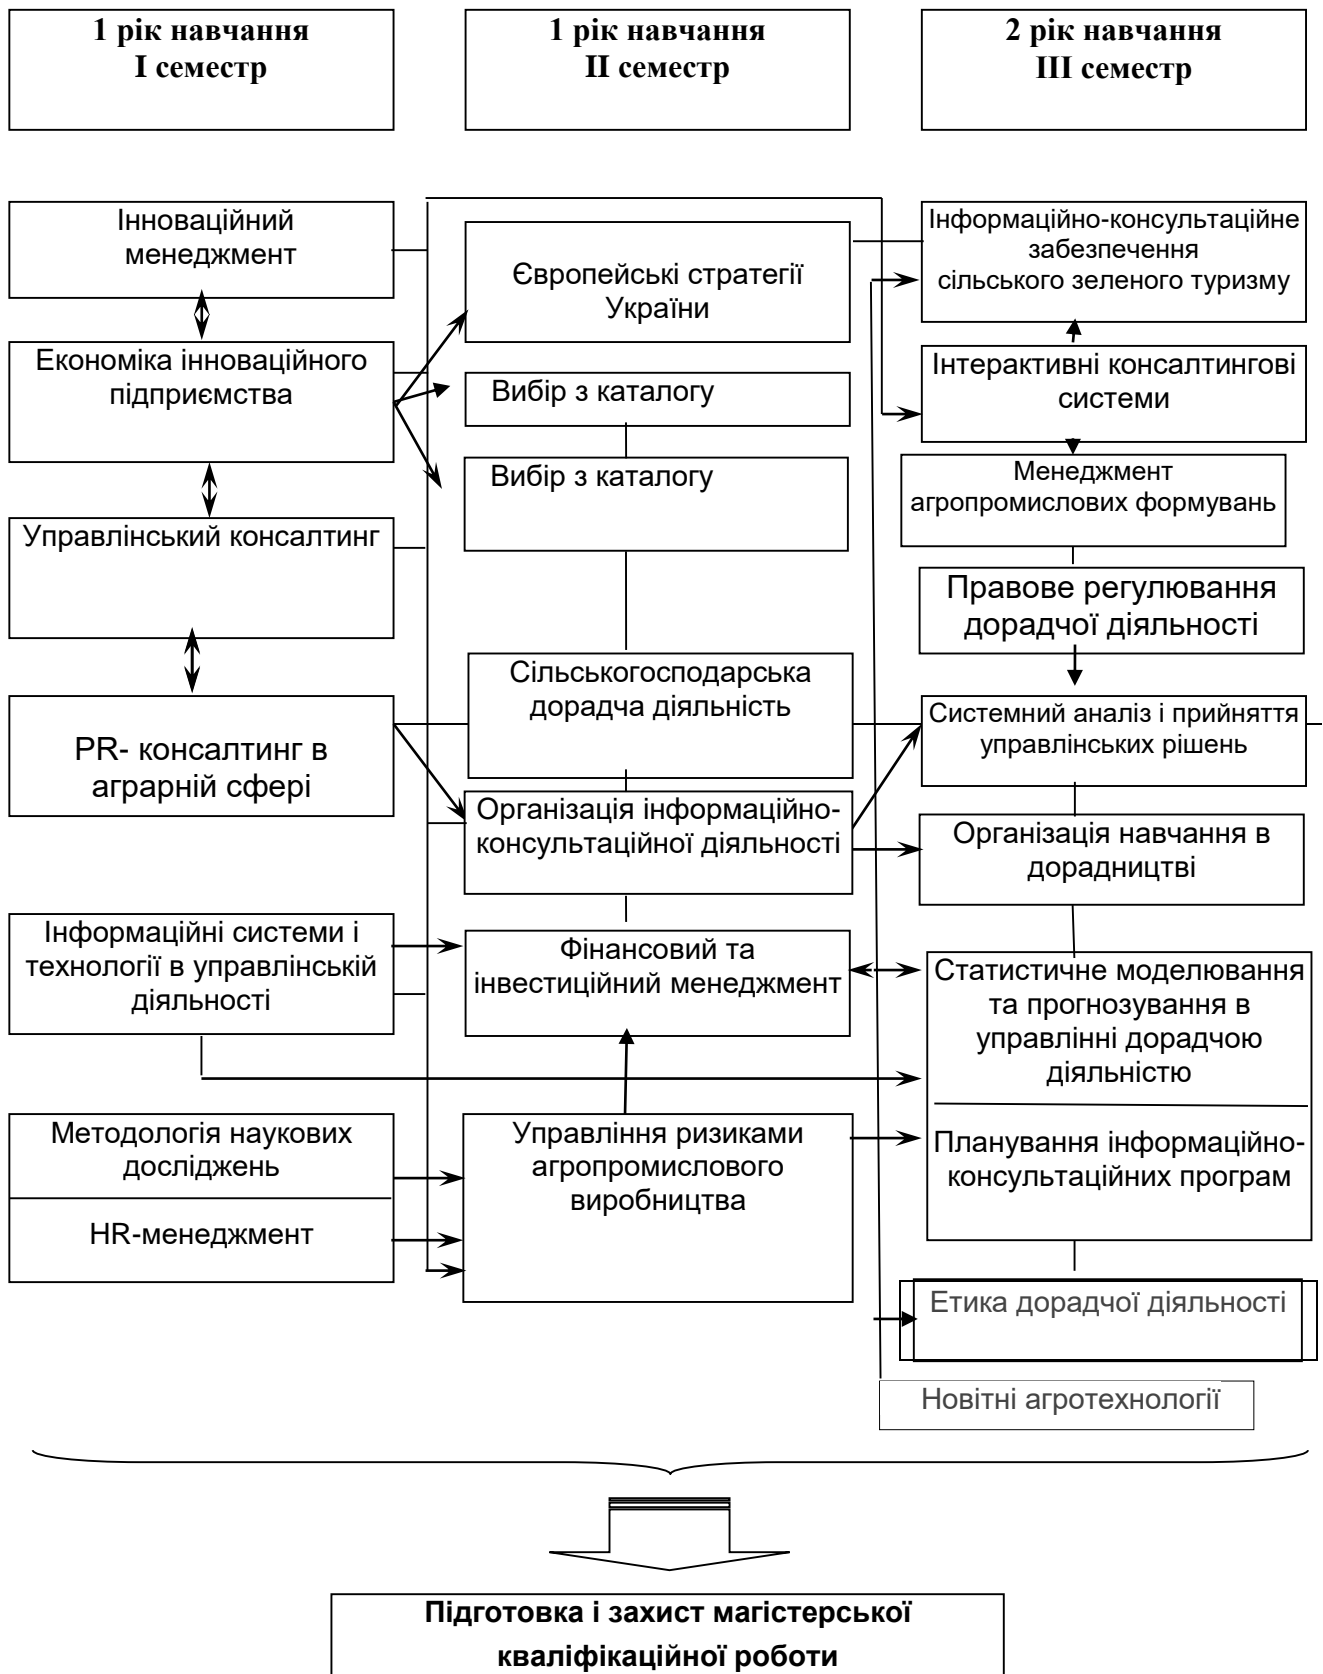 1 рік навчання
I семестр
1 рік навчання
II семестр
2 рік навчання
III семестр
Інноваційний
менеджмент
Економіка інноваційного
підприємства
Управлінський консалтинг
PR- консалтинг в
аграрній сфері
Інформаційні системи і
технології в управлінській
діяльності
Методологія наукових
досліджень
HR-менеджмент
Європейські стратегії
України
Вибір з каталогу
Вибір з каталогу
Сільськогосподарська
дорадча діяльність
Організація інформаційно-
консультаційної діяльності
Фінансовий та
інвестиційний менеджмент
Управління ризиками
агропромислового
виробництва
Інформаційно-консультаційне
забезпечення
сільського зеленого туризму
Інтерактивні консалтингові
системи
Менеджмент
агропромислових формувань
Правове регулювання
дорадчої діяльності
Системний аналіз і прийняття
управлінських рішень
Організація навчання в
дорадництві
Статистичне моделювання
та прогнозування в
управлінні дорадчою
діяльністю
Планування інформаційно-
консультаційних програм
Етика дорадчої діяльності
Новітні агротехнології
Підготовка і захист магістерської
кваліфікаційної роботи